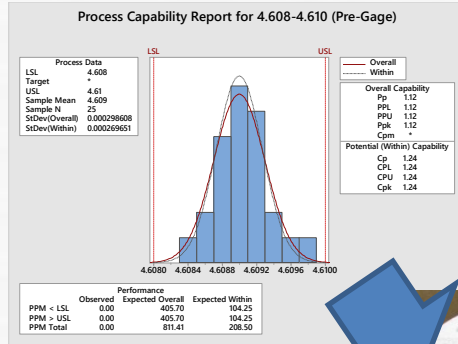 Process Capability Report for 4.608-4.610 (Pre-Gage)
LSL USL
Process Data
LSL 4.608
Target *
USL 4.61
Sample Mean 4.609
Sample N 25
StDev(Overall) 0.000298608
StDev(Within) 0.000269651
Overall
Within
Overall Capability
Pp 1.12
PPL 1.12
PPU 1.12
Ppk 1.12
Cpm *
Potential (Within) Capability
Cp 1.24
CPL 1.24
CPU 1.24
Cpk 1.24
4.6080 4.6084 4.6088 4.6092 4.6096 4.6100
Performance
Observed Expected Overall Expected Within
PPM < LSL 0.00 405.70 104.25
PPM > USL 0.00 405.70 104.25
PPM Total 0.00 811.41 208.50